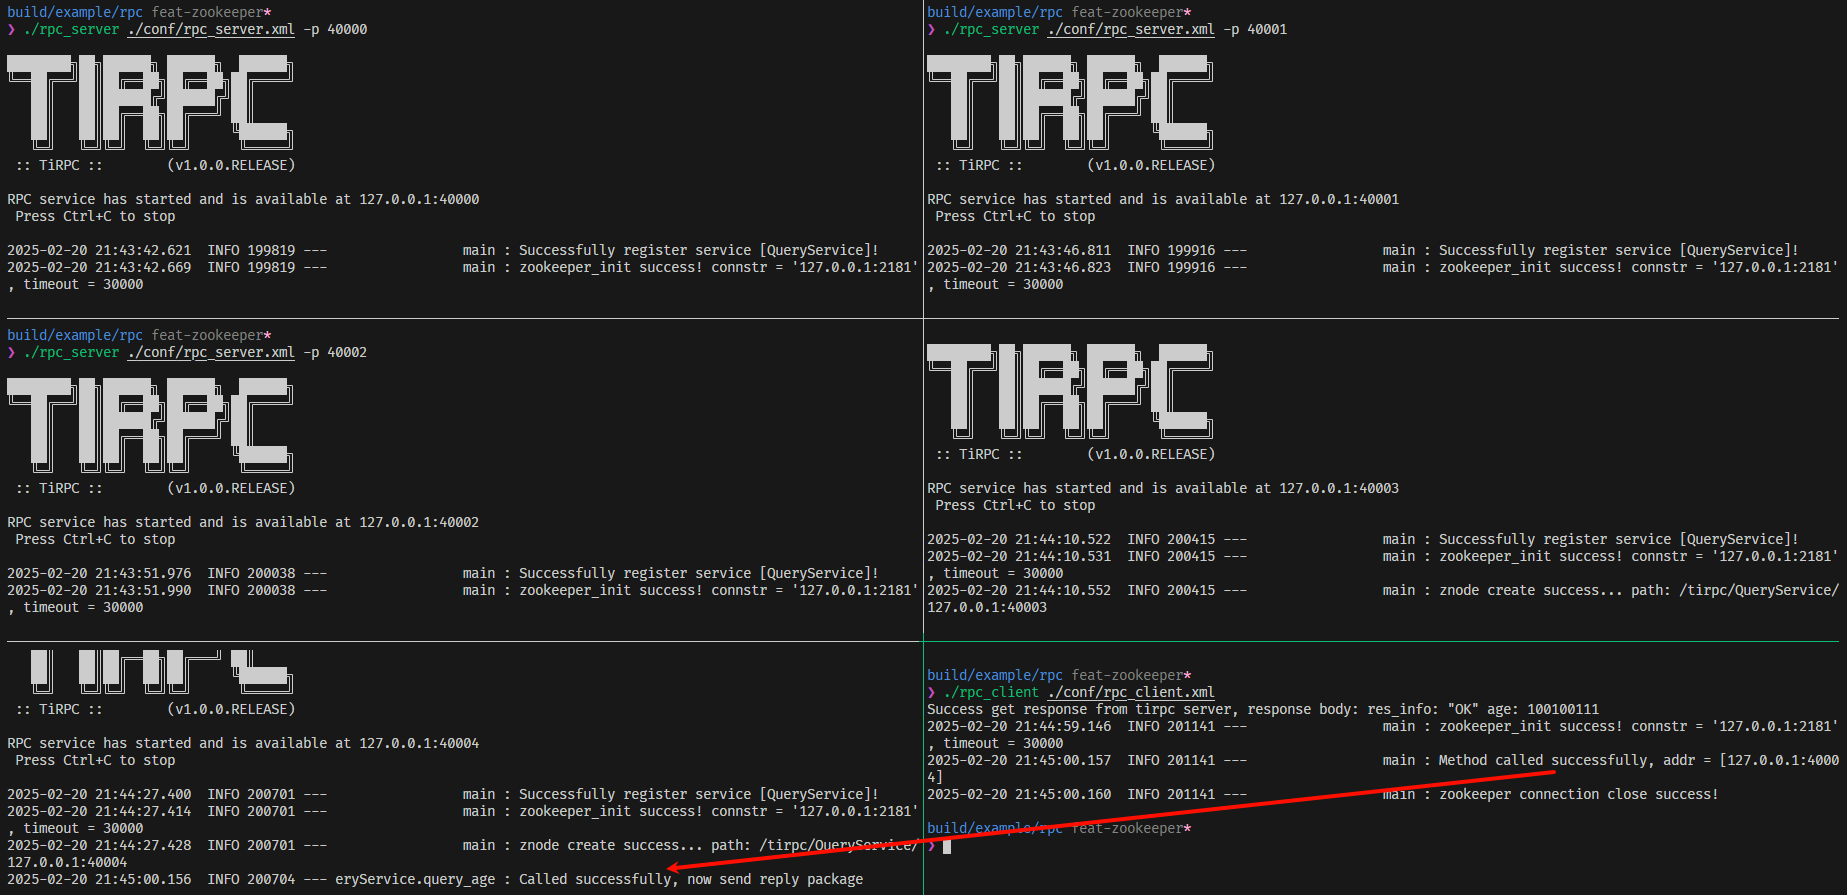 build/example/rpc feat-zookeeper*
❯ ./rpc_server ./conf/rpc_server.xml -p 40000
TIRPC
:: TiRPC ::        (v1.0.0.RELEASE)
RPC service has started and is available at 127.0.0.1:40000
Press Ctrl+C to stop
2025-02-20 21:43:42.621  INFO 199819 ---                 main : Successfully register service [QueryService]!
2025-02-20 21:43:42.669  INFO 199819 ---                 main : zookeeper_init success! connstr = '127.0.0.1:2181'
, timeout = 30000
build/example/rpc feat-zookeeper*
❯ ./rpc_server ./conf/rpc_server.xml -p 40001
TIRPC
:: TiRPC ::        (v1.0.0.RELEASE)
RPC service has started and is available at 127.0.0.1:40001
Press Ctrl+C to stop
2025-02-20 21:43:46.811  INFO 199916 ---                 main : Successfully register service [QueryService]!
2025-02-20 21:43:46.823  INFO 199916 ---                 main : zookeeper_init success! connstr = '127.0.0.1:2181'
, timeout = 30000
build/example/rpc feat-zookeeper*
❯ ./rpc_server ./conf/rpc_server.xml -p 40002
TIRPC
:: TiRPC ::        (v1.0.0.RELEASE)
RPC service has started and is available at 127.0.0.1:40002
Press Ctrl+C to stop
2025-02-20 21:43:51.976  INFO 200038 ---                 main : Successfully register service [QueryService]!
2025-02-20 21:43:51.990  INFO 200038 ---                 main : zookeeper_init success! connstr = '127.0.0.1:2181'
, timeout = 30000
TIRPC
:: TiRPC ::        (v1.0.0.RELEASE)
RPC service has started and is available at 127.0.0.1:40003
Press Ctrl+C to stop
2025-02-20 21:44:10.522  INFO 200415 ---                 main : Successfully register service [QueryService]!
2025-02-20 21:44:10.531  INFO 200415 ---                 main : zookeeper_init success! connstr = '127.0.0.1:2181'
, timeout = 30000
2025-02-20 21:44:10.552  INFO 200415 ---                 main : znode create success... path: /tirpc/QueryService/
127.0.0.1:40003
:: TiRPC ::        (v1.0.0.RELEASE)
RPC service has started and is available at 127.0.0.1:40004
Press Ctrl+C to stop
2025-02-20 21:44:27.400  INFO 200701 ---                 main : Successfully register service [QueryService]!
2025-02-20 21:44:27.414  INFO 200701 ---                 main : zookeeper_init success! connstr = '127.0.0.1:2181'
, timeout = 30000
2025-02-20 21:44:27.428  INFO 200701 ---                 main : znode create success... path: /tirpc/QueryService/
127.0.0.1:40004
2025-02-20 21:45:00.156  INFO 200704 --- eryService.query_age : Called successfully, now send reply package
build/example/rpc feat-zookeeper*
❯ ./rpc_client ./conf/rpc_client.xml
Success get response from tirpc server, response body: res_info: "OK" age: 100100111
2025-02-20 21:44:59.146  INFO 201141 ---                 main : zookeeper_init success! connstr = '127.0.0.1:2181'
, timeout = 30000
2025-02-20 21:45:00.157  INFO 201141 ---                 main : Method called successfully, addr = [127.0.0.1:4000
4]
2025-02-20 21:45:00.160  INFO 201141 ---                 main : zookeeper connection close success!
build/example/rpc feat-zookeeper*
❯